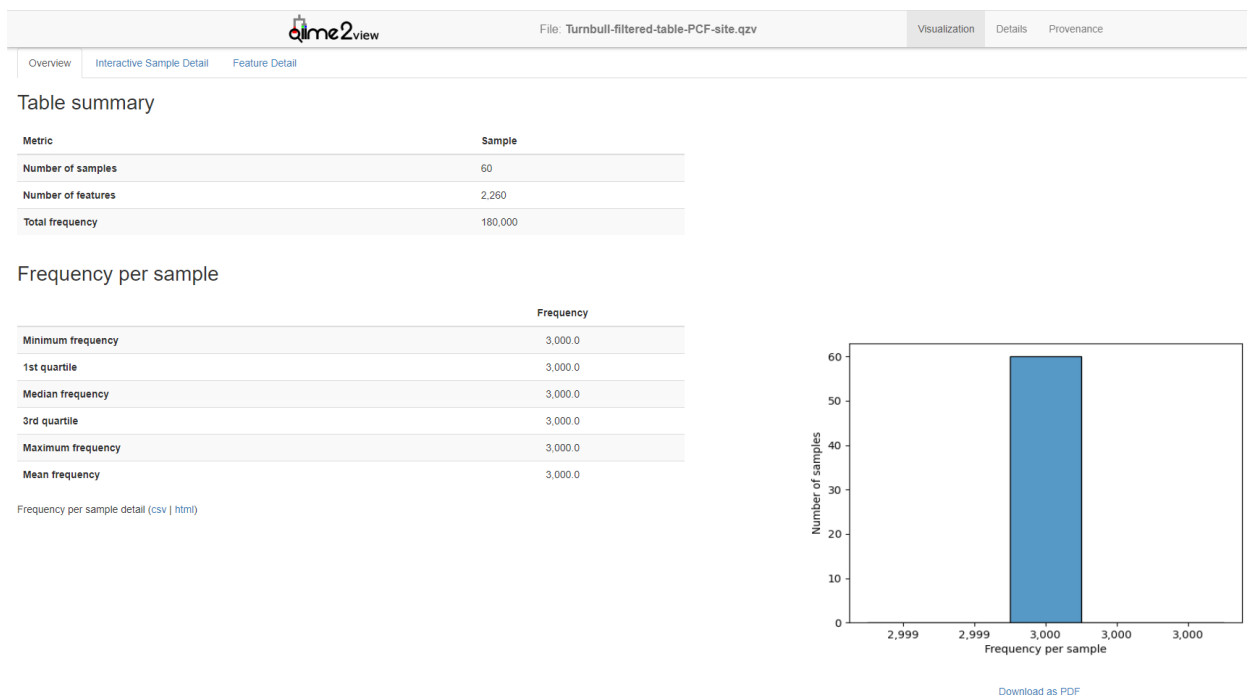 qiime2view
File: Turnbull-filtered-table-PCF-site.qzv
Visualization Details Provenance
Overview Interactive Sample Detail Feature Detail
Table summary
Metric Sample
Number of samples 60
Number of features 2,260
Total frequency 180,000
Frequency per sample
Frequency
Minimum frequency 3,000.0
1st quartile 3,000.0
Median frequency 3,000.0
3rd quartile 3,000.0
Maximum frequency 3,000.0
Mean frequency 3,000.0
Frequency per sample detail (csv | html)
Number of samples
60
50
40
30
20
10
0
2,999 2,999 3,000 3,000 3,000
Frequency per sample
Download as PDF